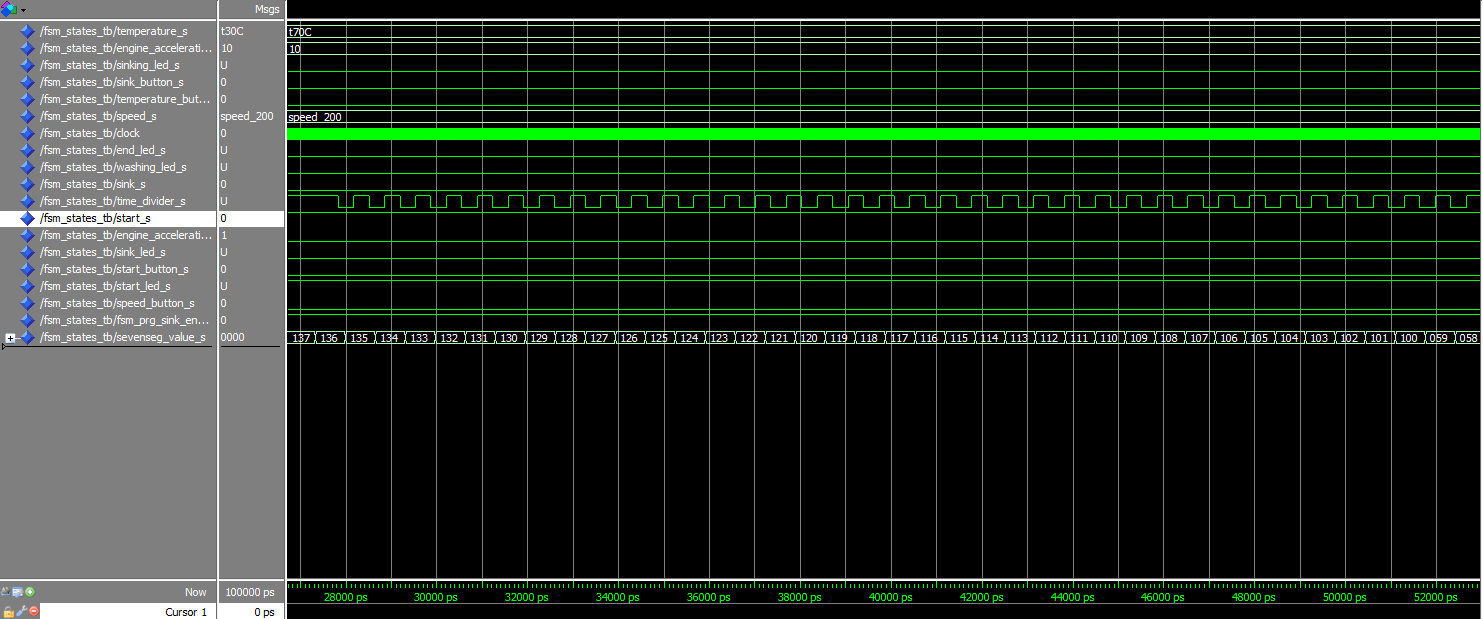 Msgs
/fsm_states_tb/temperature_s t30C t70C
/fsm_states_tb/engine_accelerati... 10 10
/fsm_states_tb/sinking_led_s U
/fsm_states_tb/sink_button_s 0
/fsm_states_tb/temperature_but... 0
/fsm_states_tb/speed_s speed_200 speed_200
/fsm_states_tb/clock 0
/fsm_states_tb/end_led_s U
/fsm_states_tb/washing_led_s U
/fsm_states_tb/sink_s 0
/fsm_states_tb/time_divider_s U
/fsm_states_tb/start_s 0
/fsm_states_tb/engine_accelerati... 1
/fsm_states_tb/sink_led_s U
/fsm_states_tb/start_button_s 0
/fsm_states_tb/start_led_s U
/fsm_states_tb/speed_button_s 0
/fsm_states_tb/fsm_prg_sink_en... 0
/fsm_states_tb/sevenseg_value_s 0000 137 136 135 134 133 132 131 130 129 128 127 126 125 124 123 122 121 120 119 118 117 116 115 114 113 112 111 110 109 108 107 106 105 104 103 102 101 100 059 058
Now 100000 ps 28000 ps 30000 ps 32000 ps 34000 ps 36000 ps 38000 ps 40000 ps 42000 ps 44000 ps 46000 ps 48000 ps 50000 ps 52000 ps
Cursor 1 0 ps